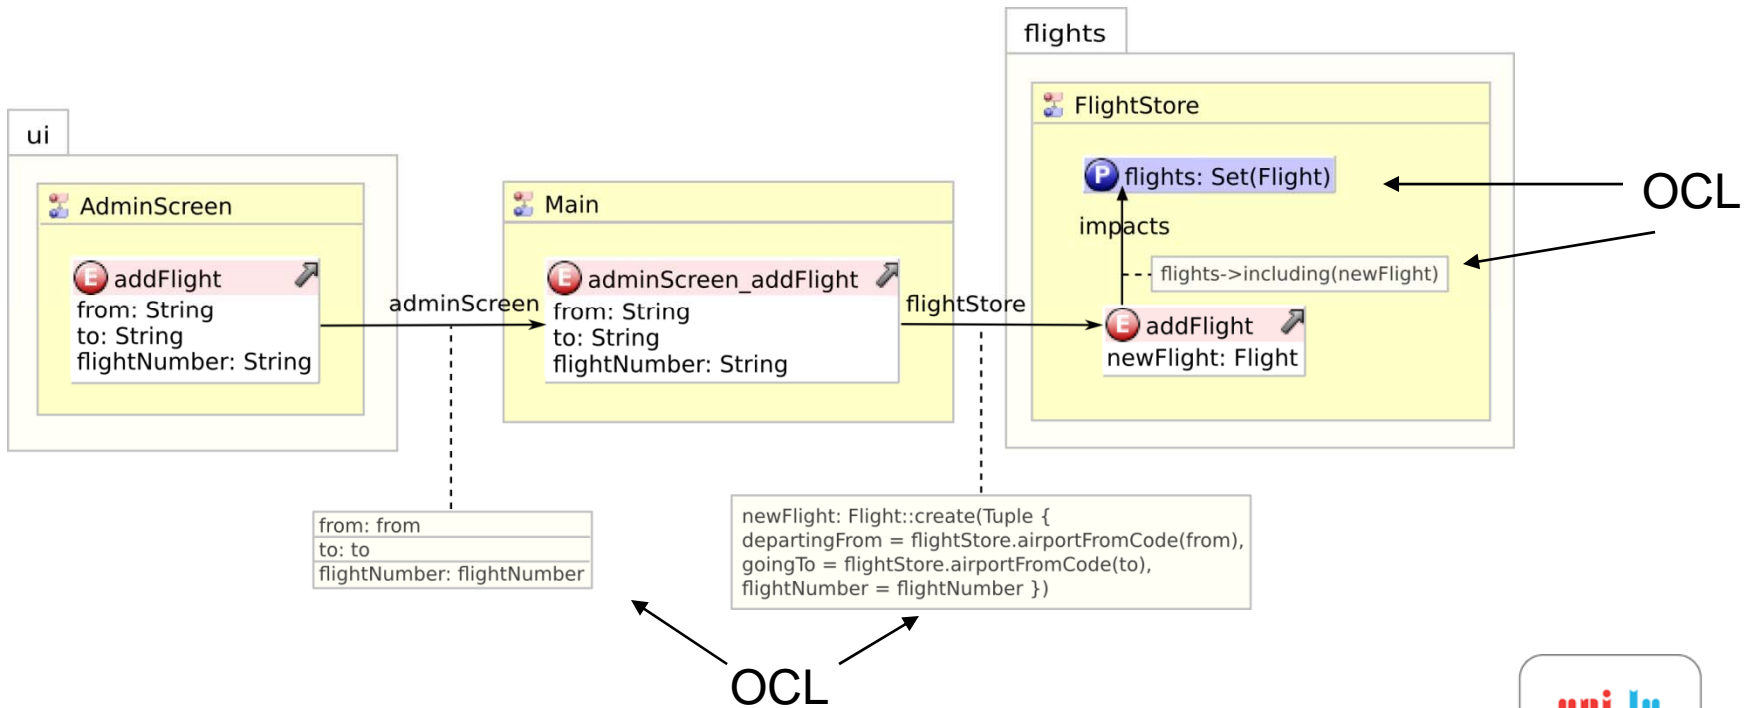 flights
FlightStore
P flights: Set(Flight)
OCL
impacts
flights->including(newFlight)
E addFlight
newFlight: Flight
ui
AdminScreen
E addFlight
from: String
to: String
flightNumber: String
adminScreen
Main
E adminScreen_addFlight
from: String
to: String
flightNumber: String
flightStore
from: from
to: to
flightNumber: flightNumber
newFlight: Flight::create(Tuple {
departingFrom = flightStore.airportFromCode(from),
goingTo = flightStore.airportFromCode(to),
flightNumber = flightNumber })
OCL